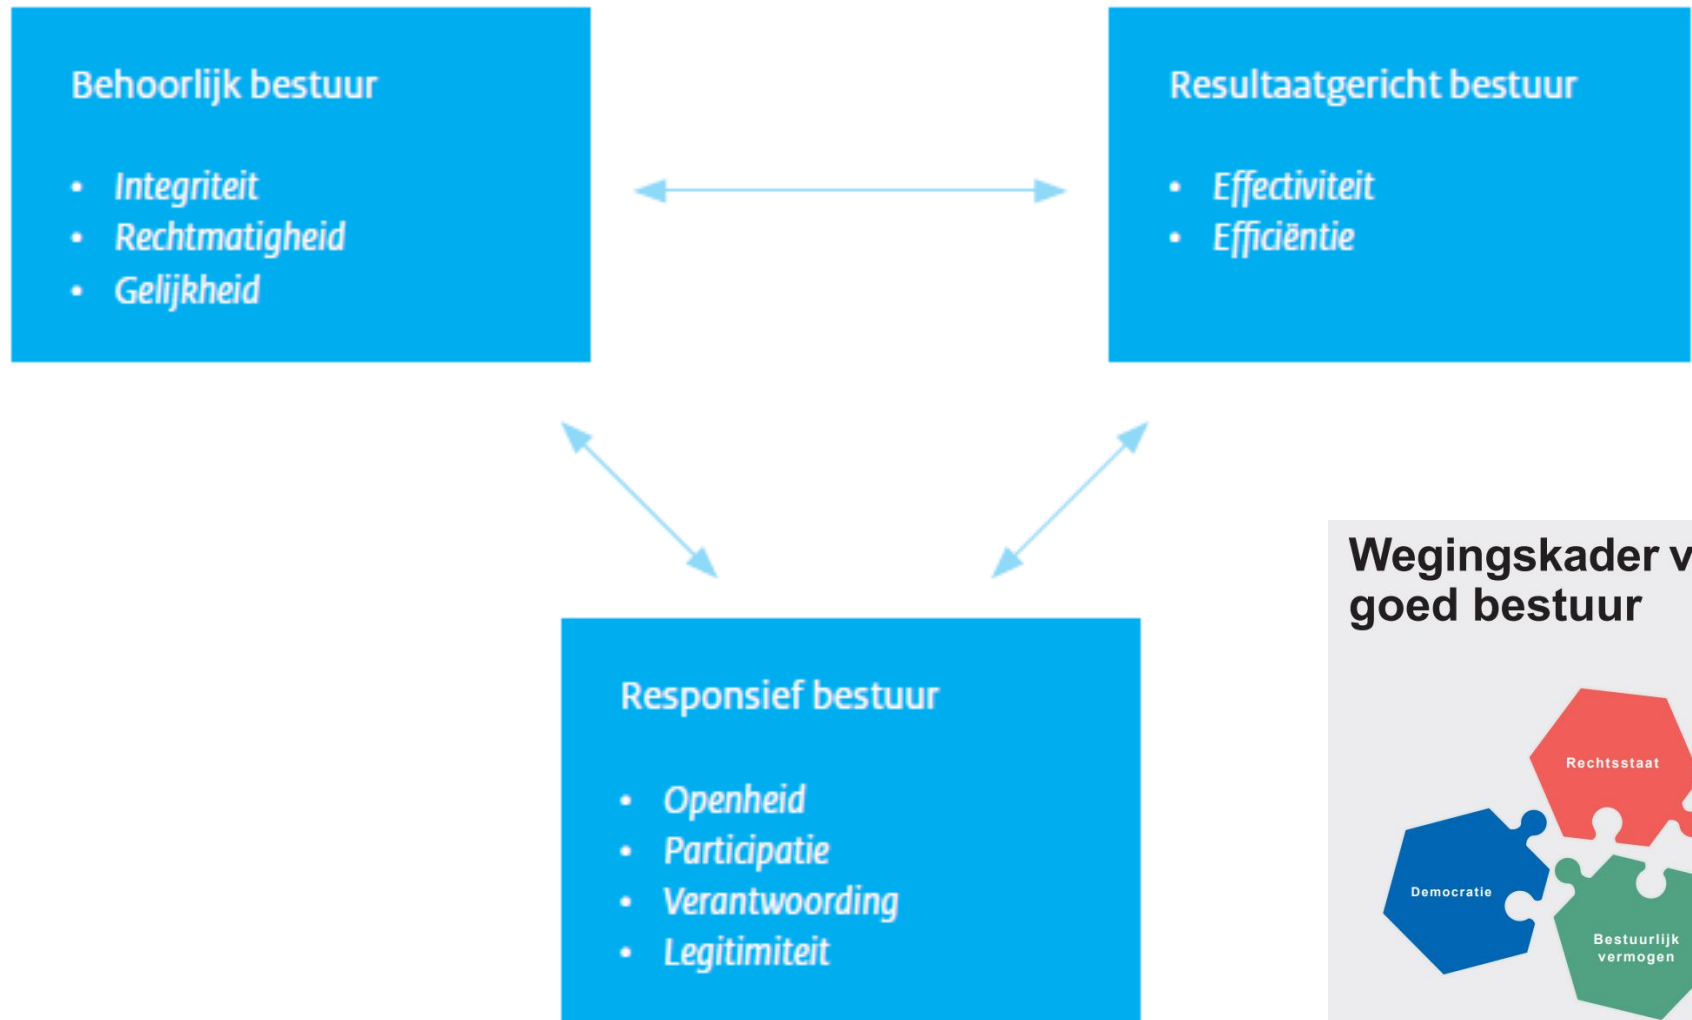 Behoorlijk bestuur
• Integriteit
• Rechtmatigheid
• Gelijkheid
Resultaatgericht bestuur
• Effectiviteit
• Efficiëntie
Responsief bestuur
• Openheid
• Participatie
• Verantwoording
• Legitimiteit
Wegingskader
goed bestuur
Rechtsstaat
Democratie
Bestuurlijk
vermogen